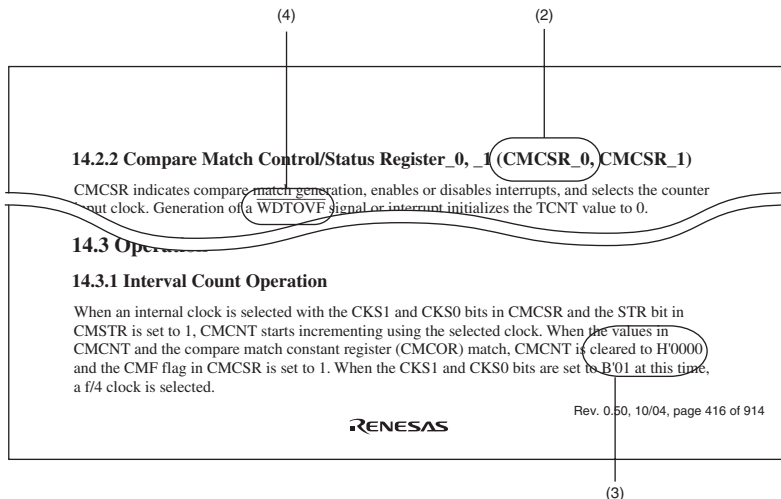 (4) (2)
14.2.2 Compare Match Control/Status Register_0, _1 (CMCSR_0, CMCSR_1)
CMCSR indicates compare match generation, enables or disables interrupts, and selects the counter
input clock. Generation of a WDTOVF signal or interrupt initializes the TCNT value to 0.
14.3 Operation
14.3.1 Interval Count Operation
When an internal clock is selected with the CKS1 and CKS0 bits in CMCSR and the STR bit in
CMSTR is set to 1, CMCNT starts incrementing using the selected clock. When the values in
CMCNT and the compare match constant register (CMCOR) match, CMCNT is cleared to H'0000
and the CMF flag in CMCSR is set to 1. When the CKS1 and CKS0 bits are set to B'01 at this time,
a f/4 clock is selected.
Rev. 0.50, 10/04, page 416 of 914
RENESAS
(3)